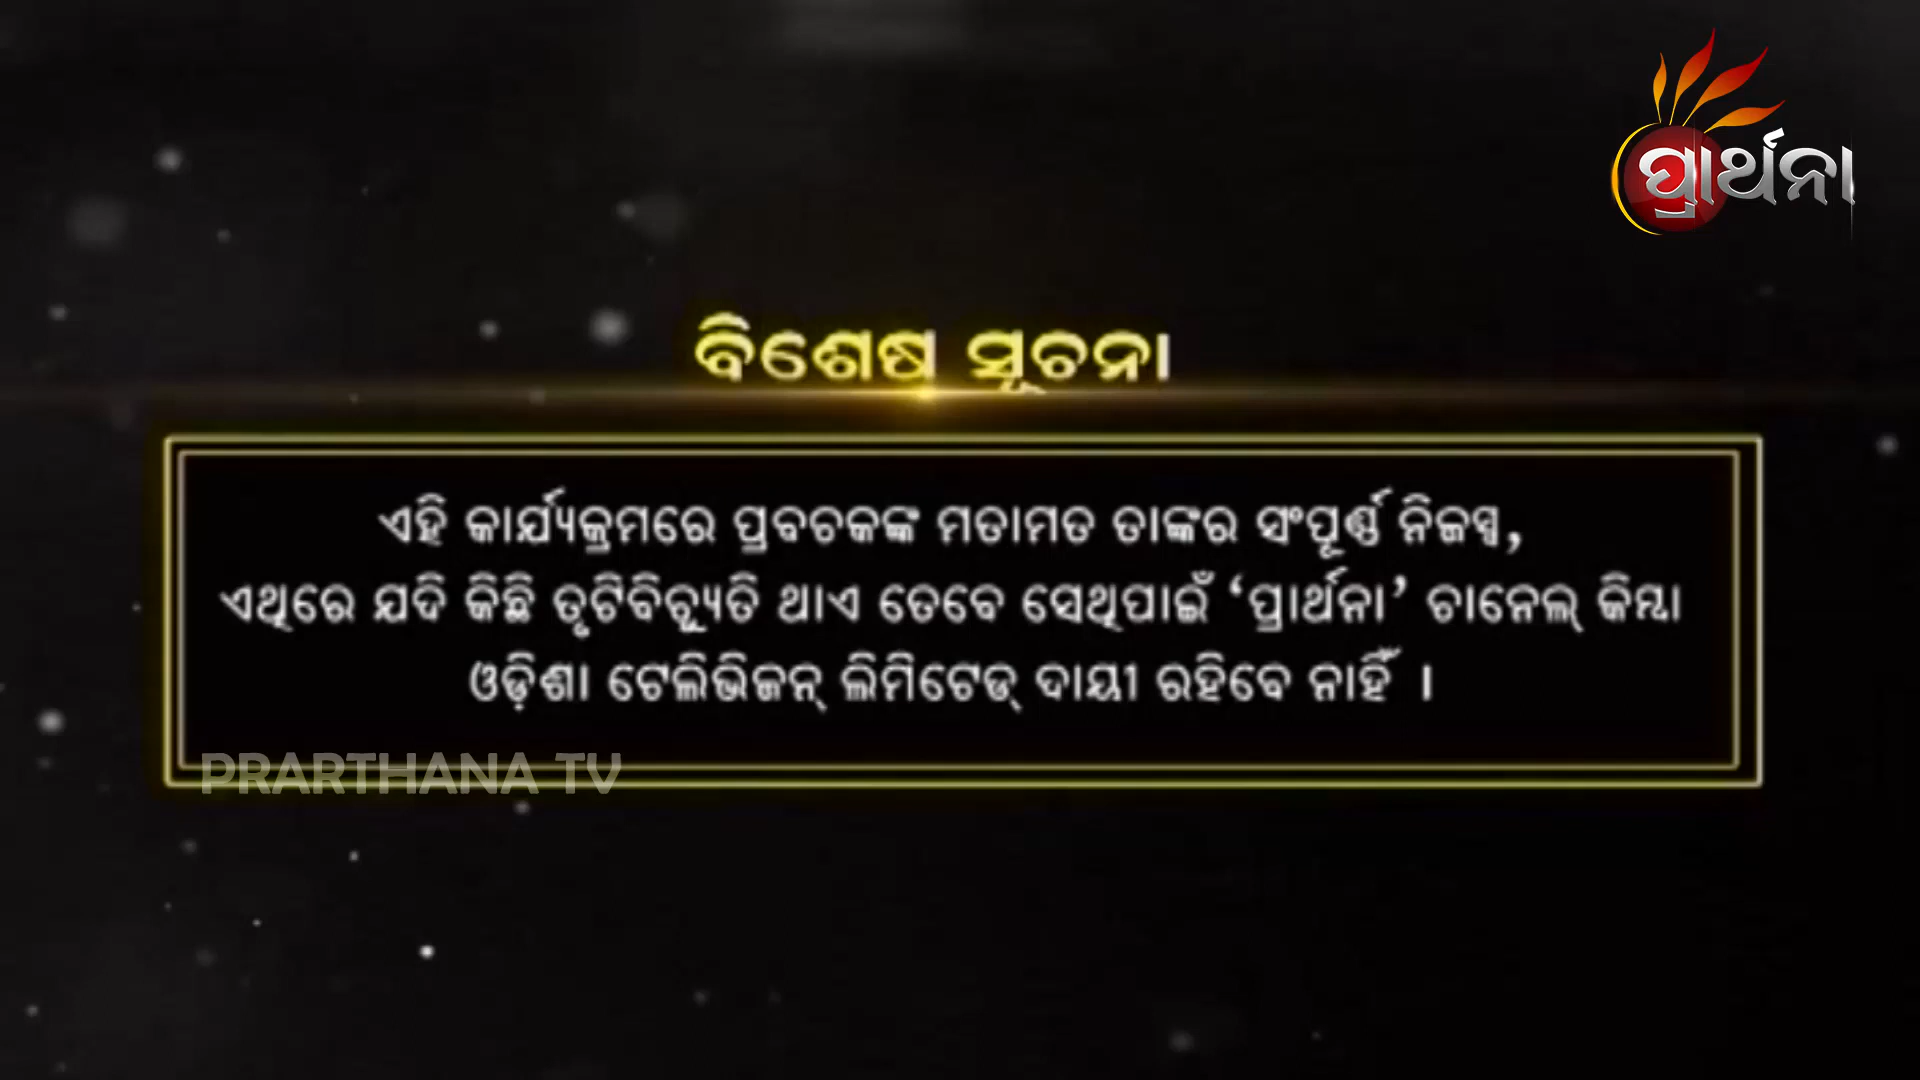 ପ୍ରାର୍ଥନା
ବିଶେଷ ସୂଚନା
ଏହି କାର୍ଯ୍ୟକ୍ରମରେ ପ୍ରବଚକଙ୍କ ମତାମତ ତାଙ୍କର ସଂପୂର୍ଣ୍ଣ ନିଜସ୍ୱ,
ଏଥିରେ ଯଦି କିଛି ତୃଟିବିଚ୍ୟୁତି ଥାଏ ତେବେ ସେଥିପାଇଁ ‘ପ୍ରାର୍ଥନା’ ଚାନେଲ୍ କିମ୍ବା
ଓଡ଼ିଶା ଟେଲିଭିଜନ୍ ଲିମିଟେଡ୍ ଦାୟୀ ରହିବେ ନାହିଁ ।
PRARTHANA TV